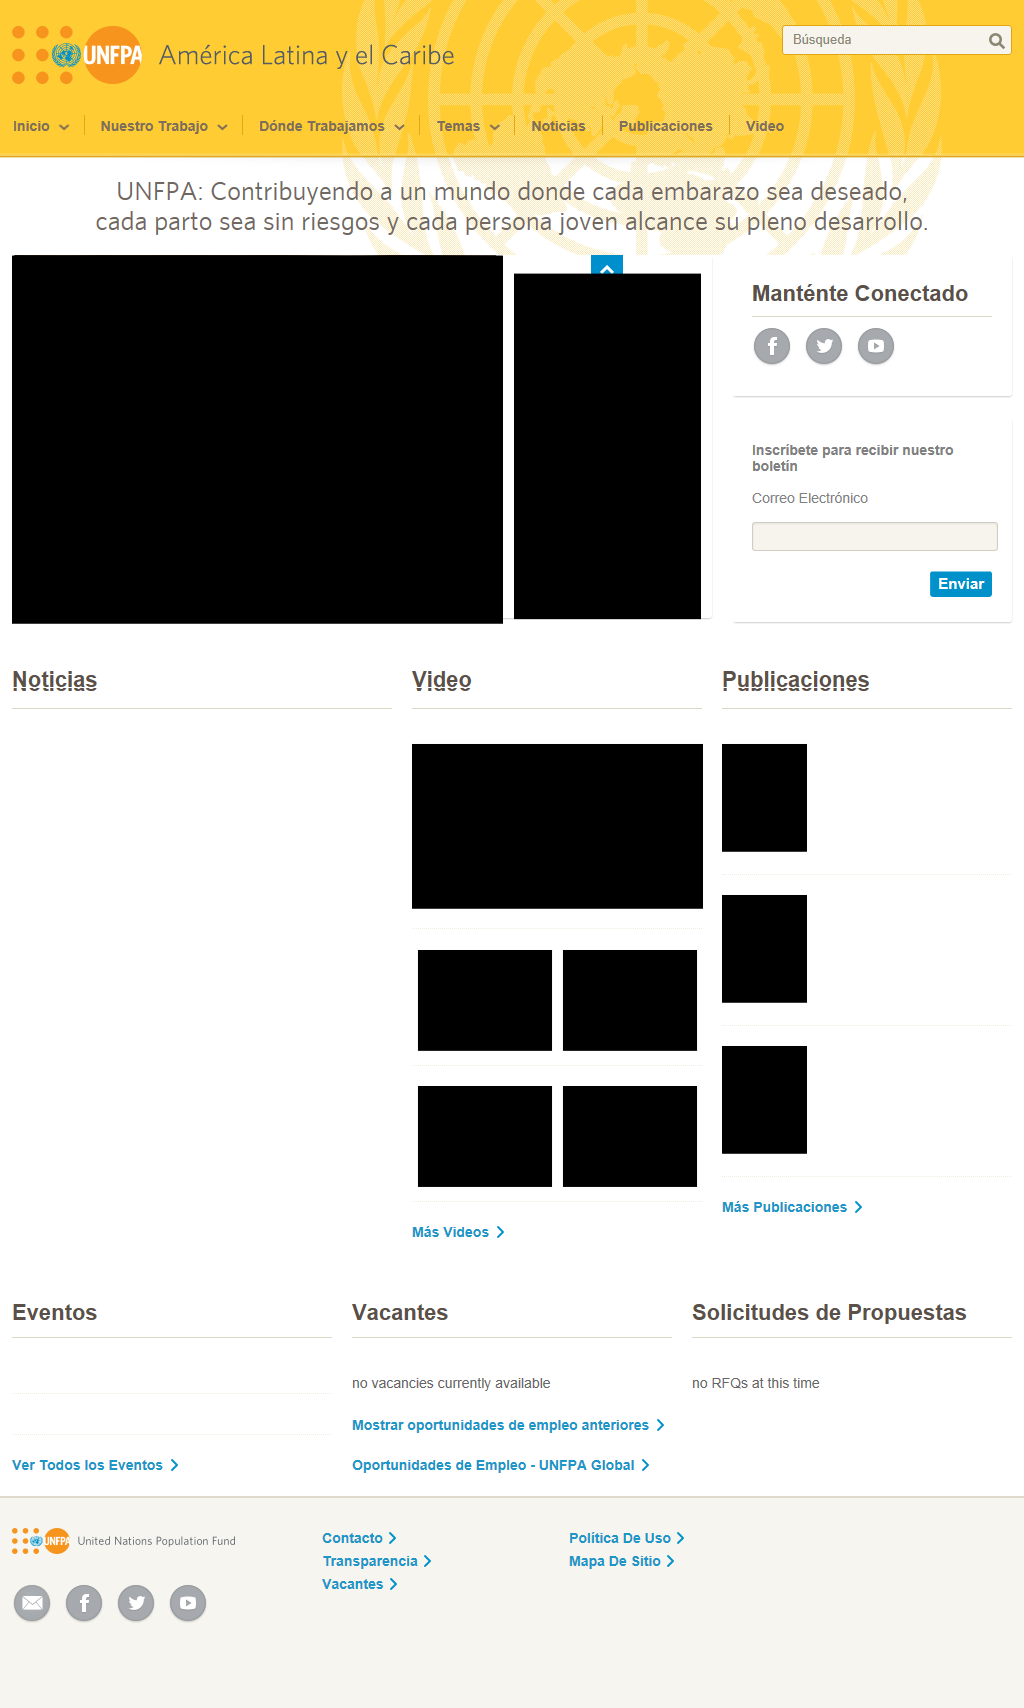 UNFPA América Latina y el Caribe
Búsqueda
Inicio
Nuestro Trabajo
Dónde Trabajamos
Temas
Noticias
Publicaciones
Video
UNFPA: Contribuyendo a un mundo donde cada embarazo sea deseado,
cada parto sea sin riesgos y cada persona joven alcance su pleno desarrollo.
Manténte Conectado
Inscríbete para recibir nuestro
boletín
Correo Electrónico
Enviar
Noticias
Video
Más Videos
Publicaciones
Más Publicaciones
Eventos
Ver Todos los Eventos
Vacantes
no vacancies currently available
Mostrar oportunidades de empleo anteriores
Oportunidades de Empleo - UNFPA Global
Solicitudes de Propuestas
no RFQs at this time
UNFPA United Nations Population Fund
Contacto
Transparencia
Vacantes
Política De Uso
Mapa De Sitio